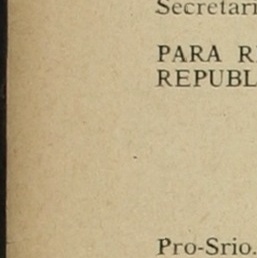 Secretari
PARA R
REPUBL
Pro-Srio.